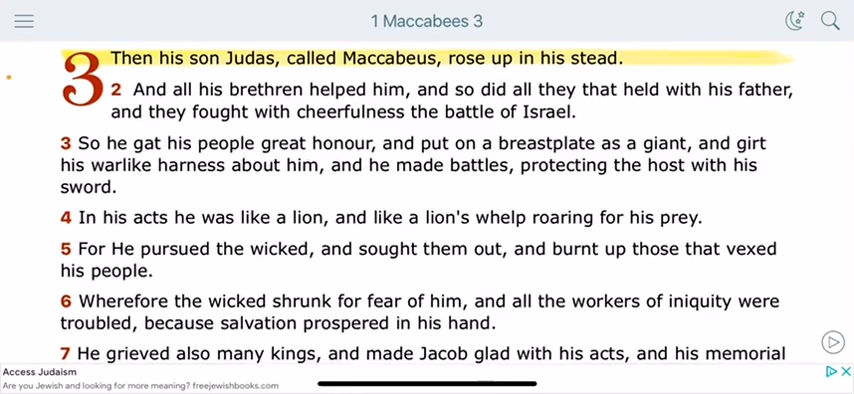 1 Maccabees 3
3 Then his son Judas, called Maccabeus, rose up in his stead.
2 And all his brethren helped him, and so did all they that held with his father,
and they fought with cheerfulness the battle of Israel.
3 So he gat his people great honour, and put on a breastplate as a giant, and girt
his warlike harness about him, and he made battles, protecting the host with his
sword.
4 In his acts he was like a lion, and like a lion's whelp roaring for his prey.
5 For He pursued the wicked, and sought them out, and burnt up those that vexed
his people.
6 Wherefore the wicked shrunk for fear of him, and all the workers of iniquity were
troubled, because salvation prospered in his hand.
7 He grieved also many kings, and made Jacob glad with his acts, and his memorial
Access Judaism
Are you Jewish and looking for more meaning? freejewishbooks.com